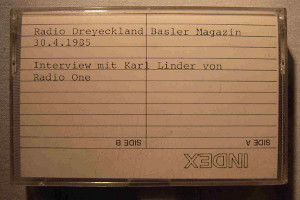 Radio Dreyeckland Basler Magazin
30.4.1985
Interview mit Karl Linder von
Radio One
SIDE B
SIDE A
INDEX